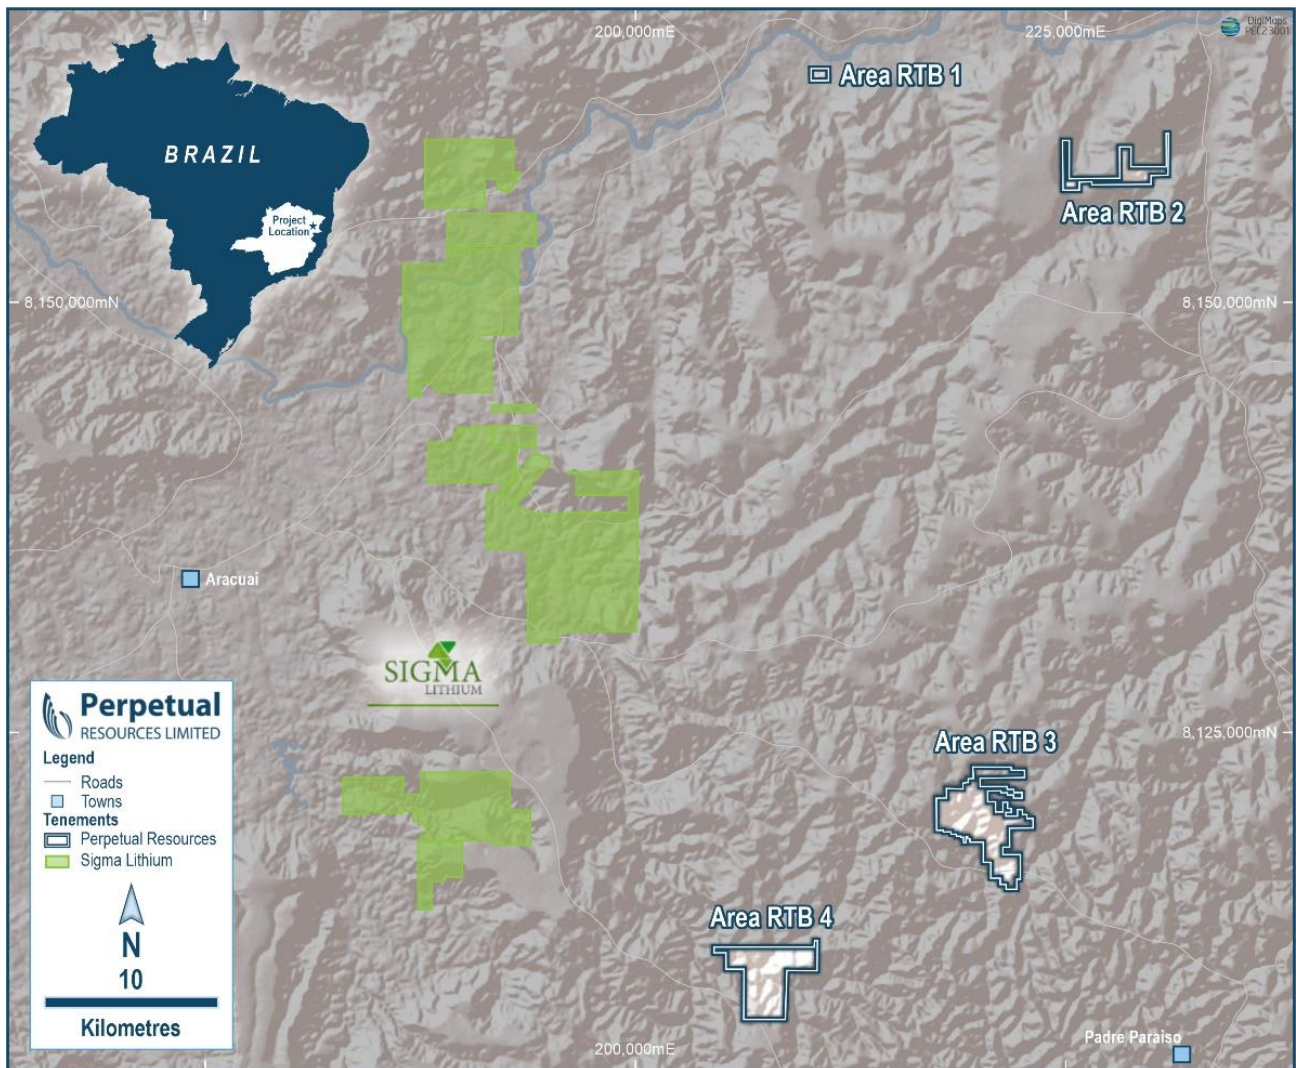 200,000mE
225,000mE
DigiMaps
PEC23001
Area RTB 1
BRAZIL
Project
Location
Area RTB 2
8,150,000mN
8,150,000mN
Aracuai
SIGMA
LITHIUM
Perpetual
RESOURCES LIMITED
Legend
Roads
Towns
Tenements
Perpetual Resources
Sigma Lithium
N
10
Kilometres
Area RTB 3
8,125,000mN
Area RTB 4
200,000mE
Padre Paraiso